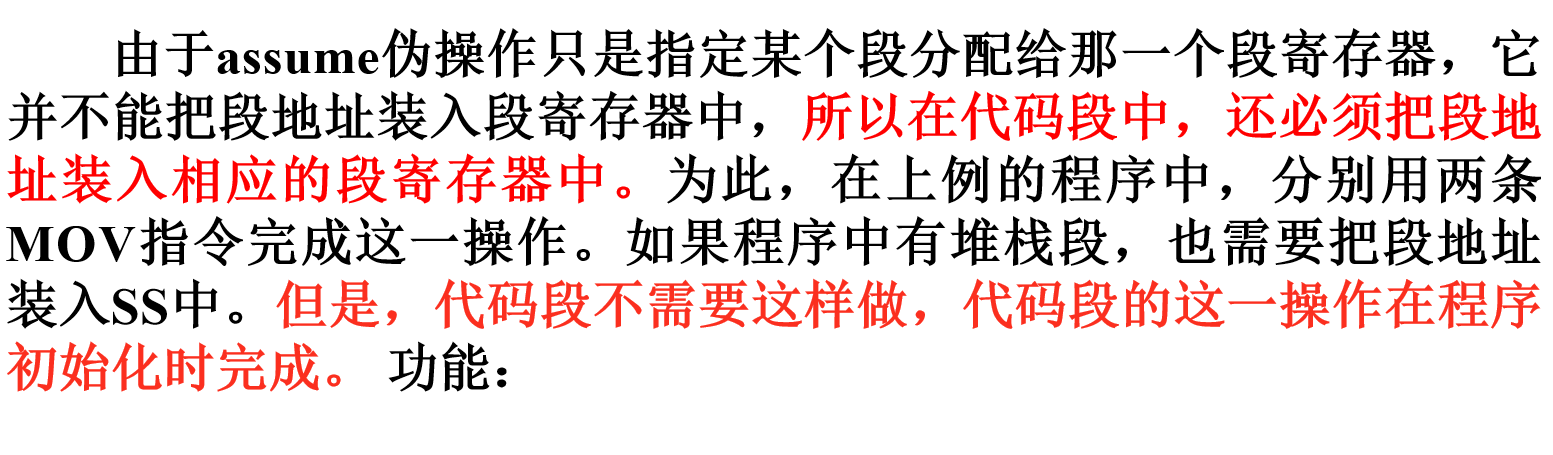 由于assume伪操作只是指定某个段分配给那一个段寄存器，它
并不能把段地址装入段寄存器中，所以在代码段中，还必须把段地
址装入相应的段寄存器中。为此，在上例的程序中，分别用两条
MOV指令完成这一操作。如果程序中有堆栈段，也需要把段地址
装入SS中。但是，代码段不需要这样做，代码段的这一操作在程序
初始化时完成。 功能：